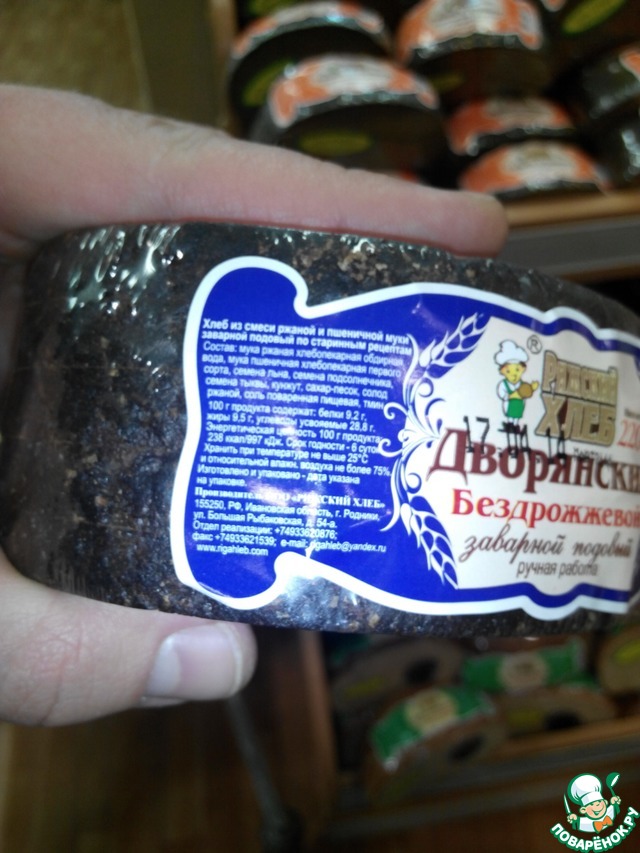 Хлеб из смеси ржаной и пшеничной муки
заварной подовый по старинным рецептам
Состав: мука ржаная хлебопекарная обдирная,
вода, мука пшеничная хлебопекарная первого
сорта, семена льна, семена подсолнечника,
семена тыквы, кунжут, сахар-песок, солод
ржаной, соль поваренная пищевая, тмин
100 г продукта содержат: белки 9,2 г,
жиры 9,5 г, углеводы усвояемые 28,8 г.
Энергетическая ценность 100 г продукта
238 ккал/997 кДж. Срок годности - 6 суток
Хранить при температуре не выше 25°С
и относительной влажн. воздуха не более 75%
Изготовлено и упаковано - дата указана
на упаковке.
Производитель: ООО "РИЖСКИЙ ХЛЕБ"
155250, РФ, Ивановская область, г. Родники,
ул. Большая Рыбаковская, д. 54-а.
Отдел реализации: +74933620876;
факс +74933621539; e-mail: rigahleb@yandex.ru
www.rigahleb.com
®
Рижский
ХЛЕБ
17
14
Дворянский
Бездрожжевой
заварной подовый
ручная работа
ПОВАРЁНОК.РУ